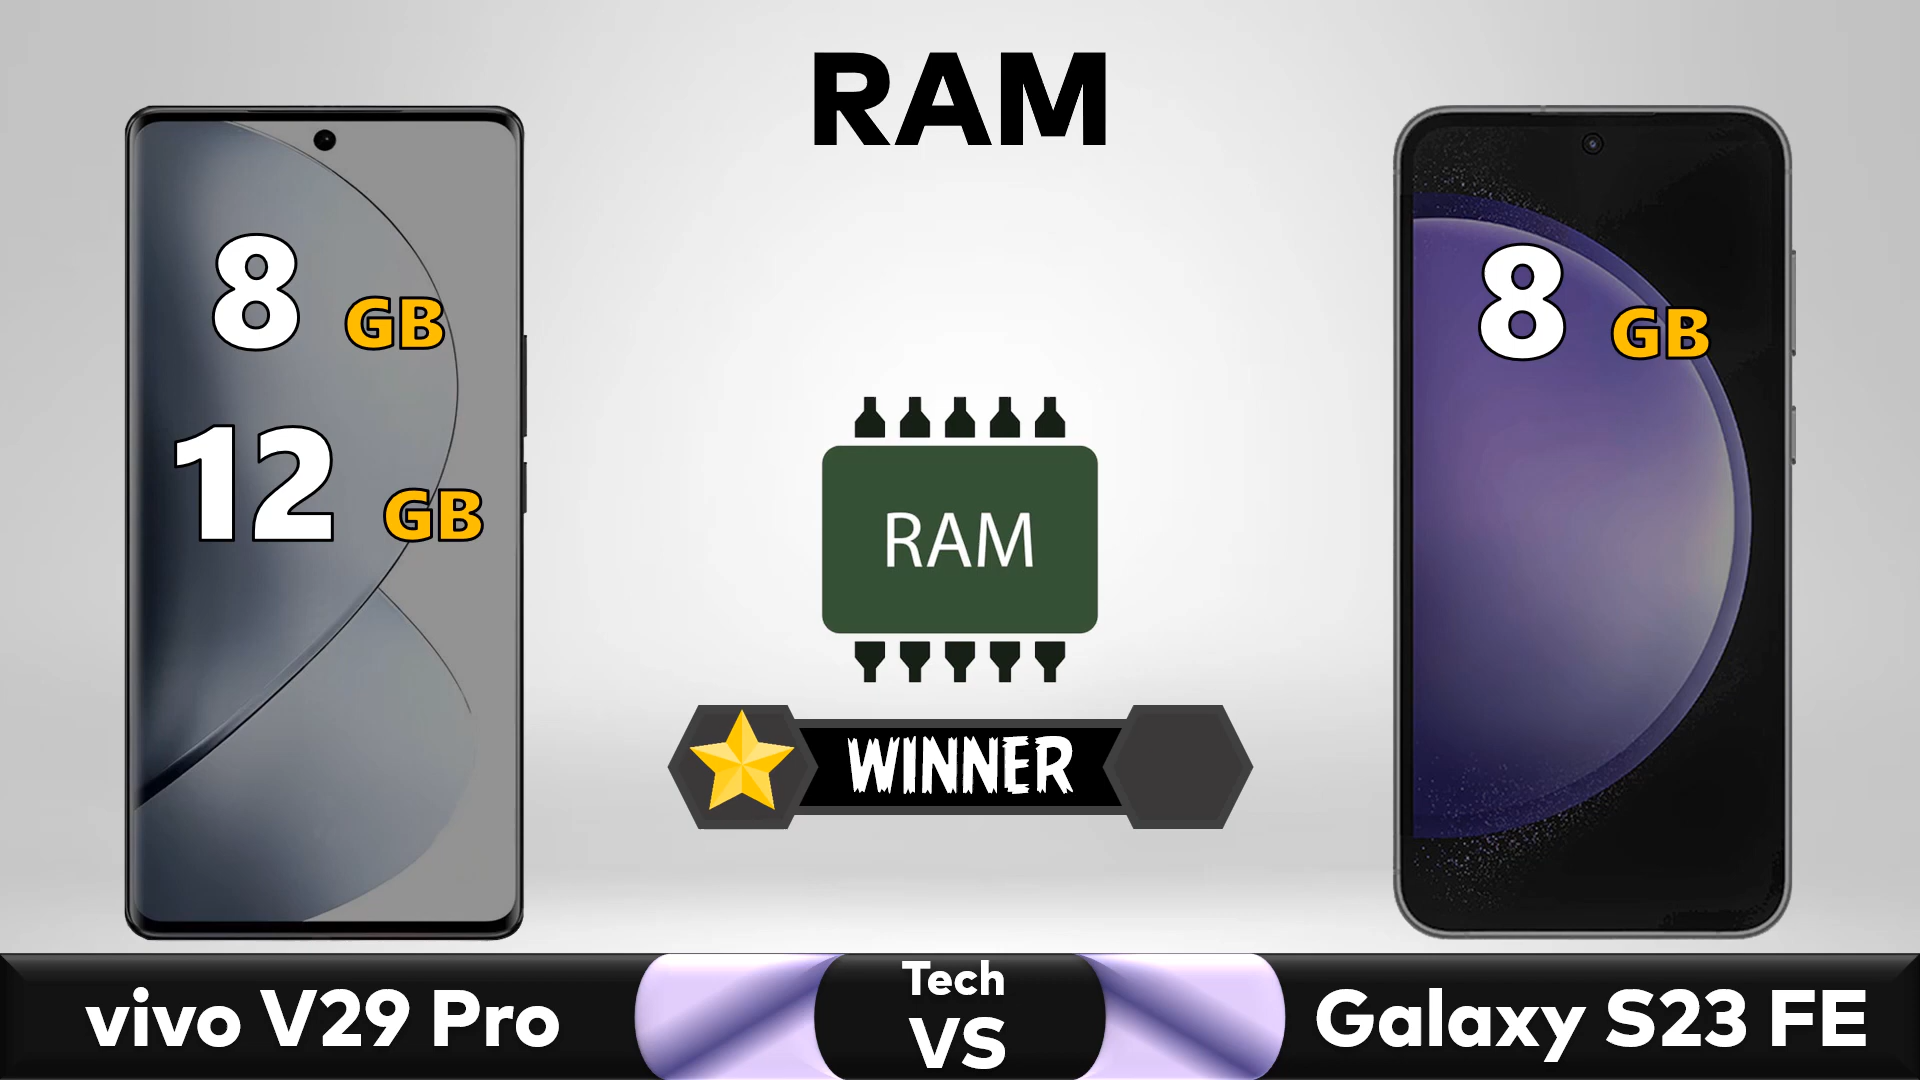 RAM
8 GB
12 GB
8 GB
RAM
WINNER
vivo V29 Pro
Tech
VS
Galaxy S23 FE